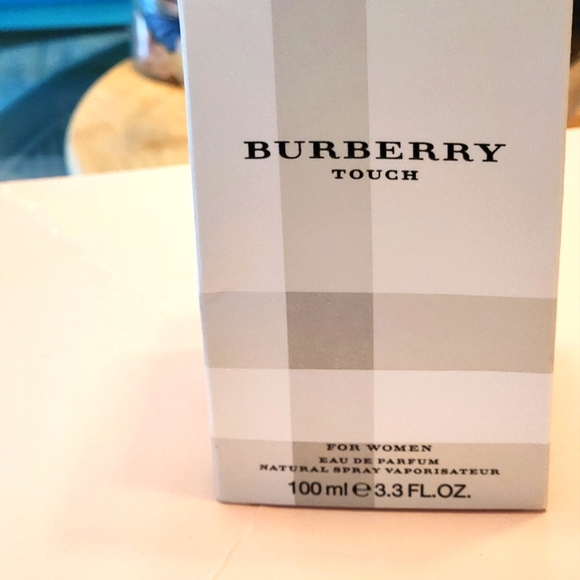 BURBERRY
TOUCH
FOR WOMEN
EAU DE PARFUM
NATURAL SPRAY VAPORISATEUR
100 ml ℮ 3.3 FL.OZ.